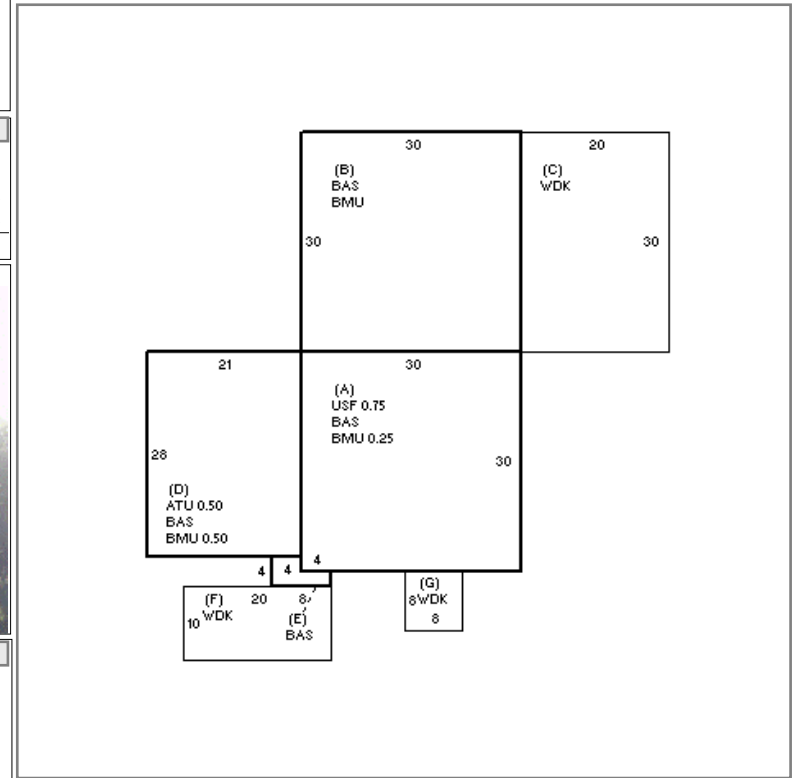 30
20
(B)
BAS
BMU
(C)
WDK
30
30
21
30
(A)
USF 0.75
BAS
BMU 0.25
28
30
(D)
ATU 0.50
BAS
BMU 0.50
4
4
4
(F)
WDK
20
8
10
(E)
BAS
(G)
8 WDK
8